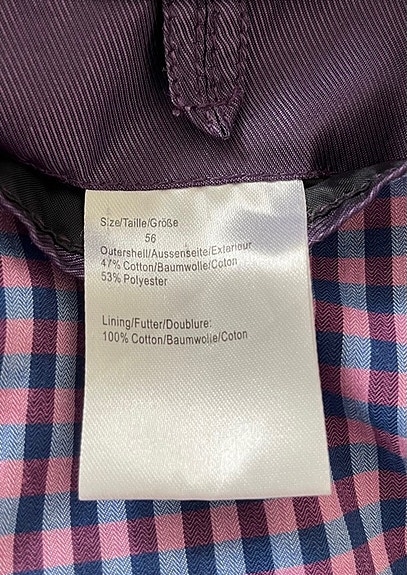 Size/Taille/Größe
56
Outershell/Aussenseite/Exterieur
47% Cotton/Baumwolle/Coton
53% Polyester
Lining/Futter/Doublure:
100% Cotton/Baumwolle/Coton